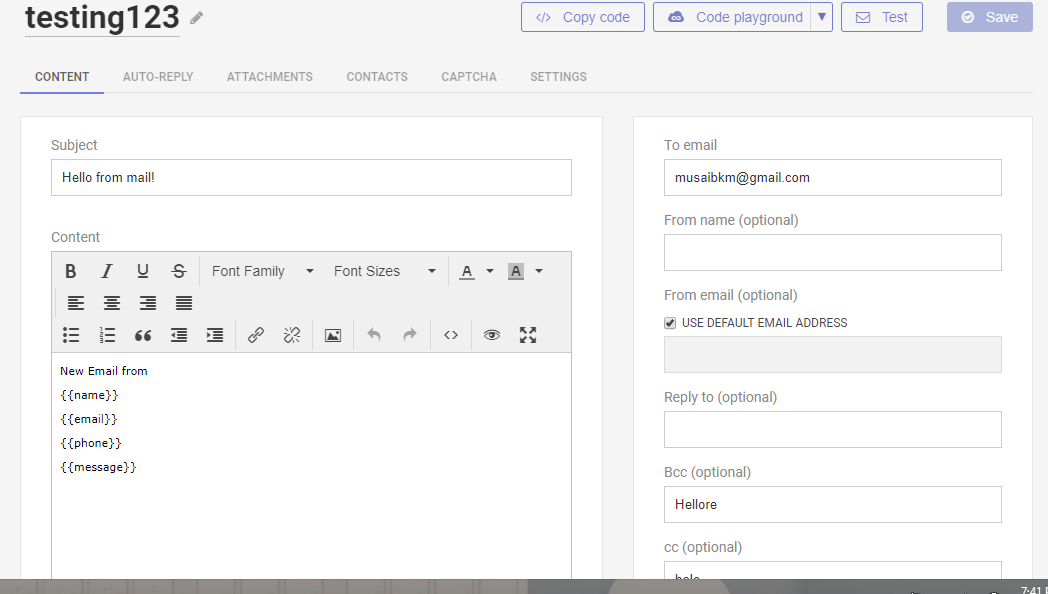 testing123
</> Copy code
Code playground
Test
Save
CONTENT
AUTO-REPLY
ATTACHMENTS
CONTACTS
CAPTCHA
SETTINGS
Subject
Hello from mail!
Content
B I U S Font Family Font Sizes A A
New Email from
{{name}}
{{email}}
{{phone}}
{{message}}
To email
musaibkm@gmail.com
From name (optional)
From email (optional)
USE DEFAULT EMAIL ADDRESS
Reply to (optional)
Bcc (optional)
Hellore
cc (optional)
7:41